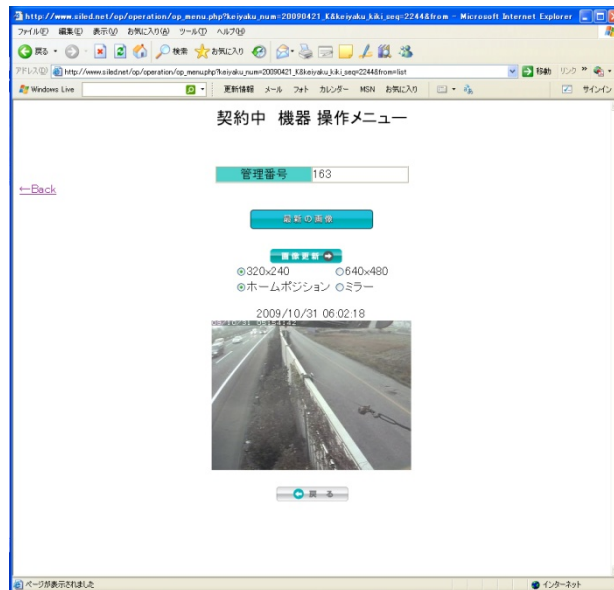 http://www.siled.net/op/operation/op_menu.php?keiyaku_num=20090421_K&keiyaku_kiki_seq=2244&from - Microsoft Internet Explorer
ファイル(F) 編集(E) 表示(V) お気に入り(A) ツール(T) ヘルプ(H)
戻る 検索 お気に入り
アドレス(D) http://www.siled.net/op/operation/op_menu.php?keiyaku_num=20090421_K&keiyaku_kiki_seq=2244&from=list 移動 リンク
Windows Live 更新情報 メール フォト カレンダー MSN お気に入り サインイン
契約中 機器 操作メニュー
管理番号 163
←Back
最新の画像
画像更新
320x240 640x480
ホームポジション ミラー
2009/10/31 06:02:18
09/10/31 05:54:42
戻る
ページが表示されました インターネット